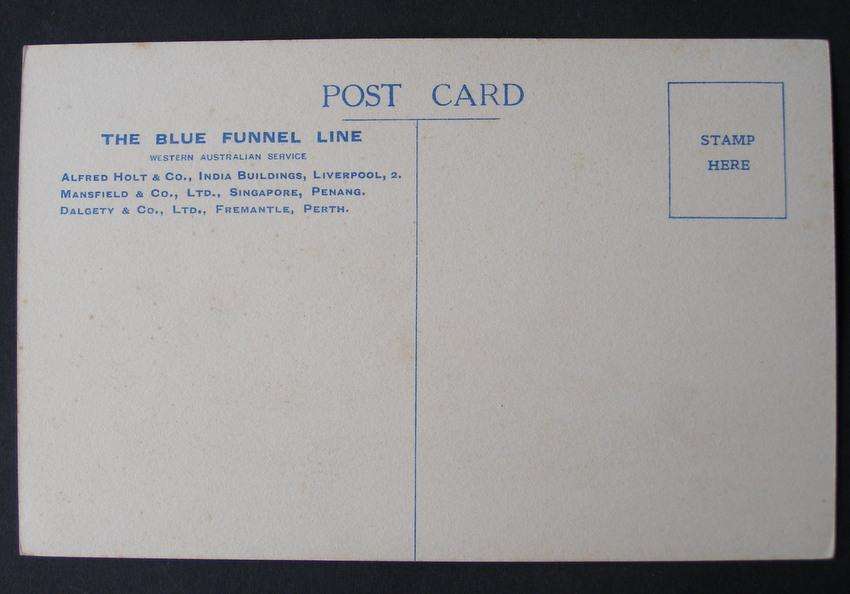 POST CARD
THE BLUE FUNNEL LINE
WESTERN AUSTRALIAN SERVICE
ALFRED HOLT & CO., INDIA BUILDINGS, LIVERPOOL, 2.
MANSFIELD & CO., LTD., SINGAPORE, PENANG.
DALGETY & CO., LTD., FREMANTLE, PERTH.
STAMP
HERE